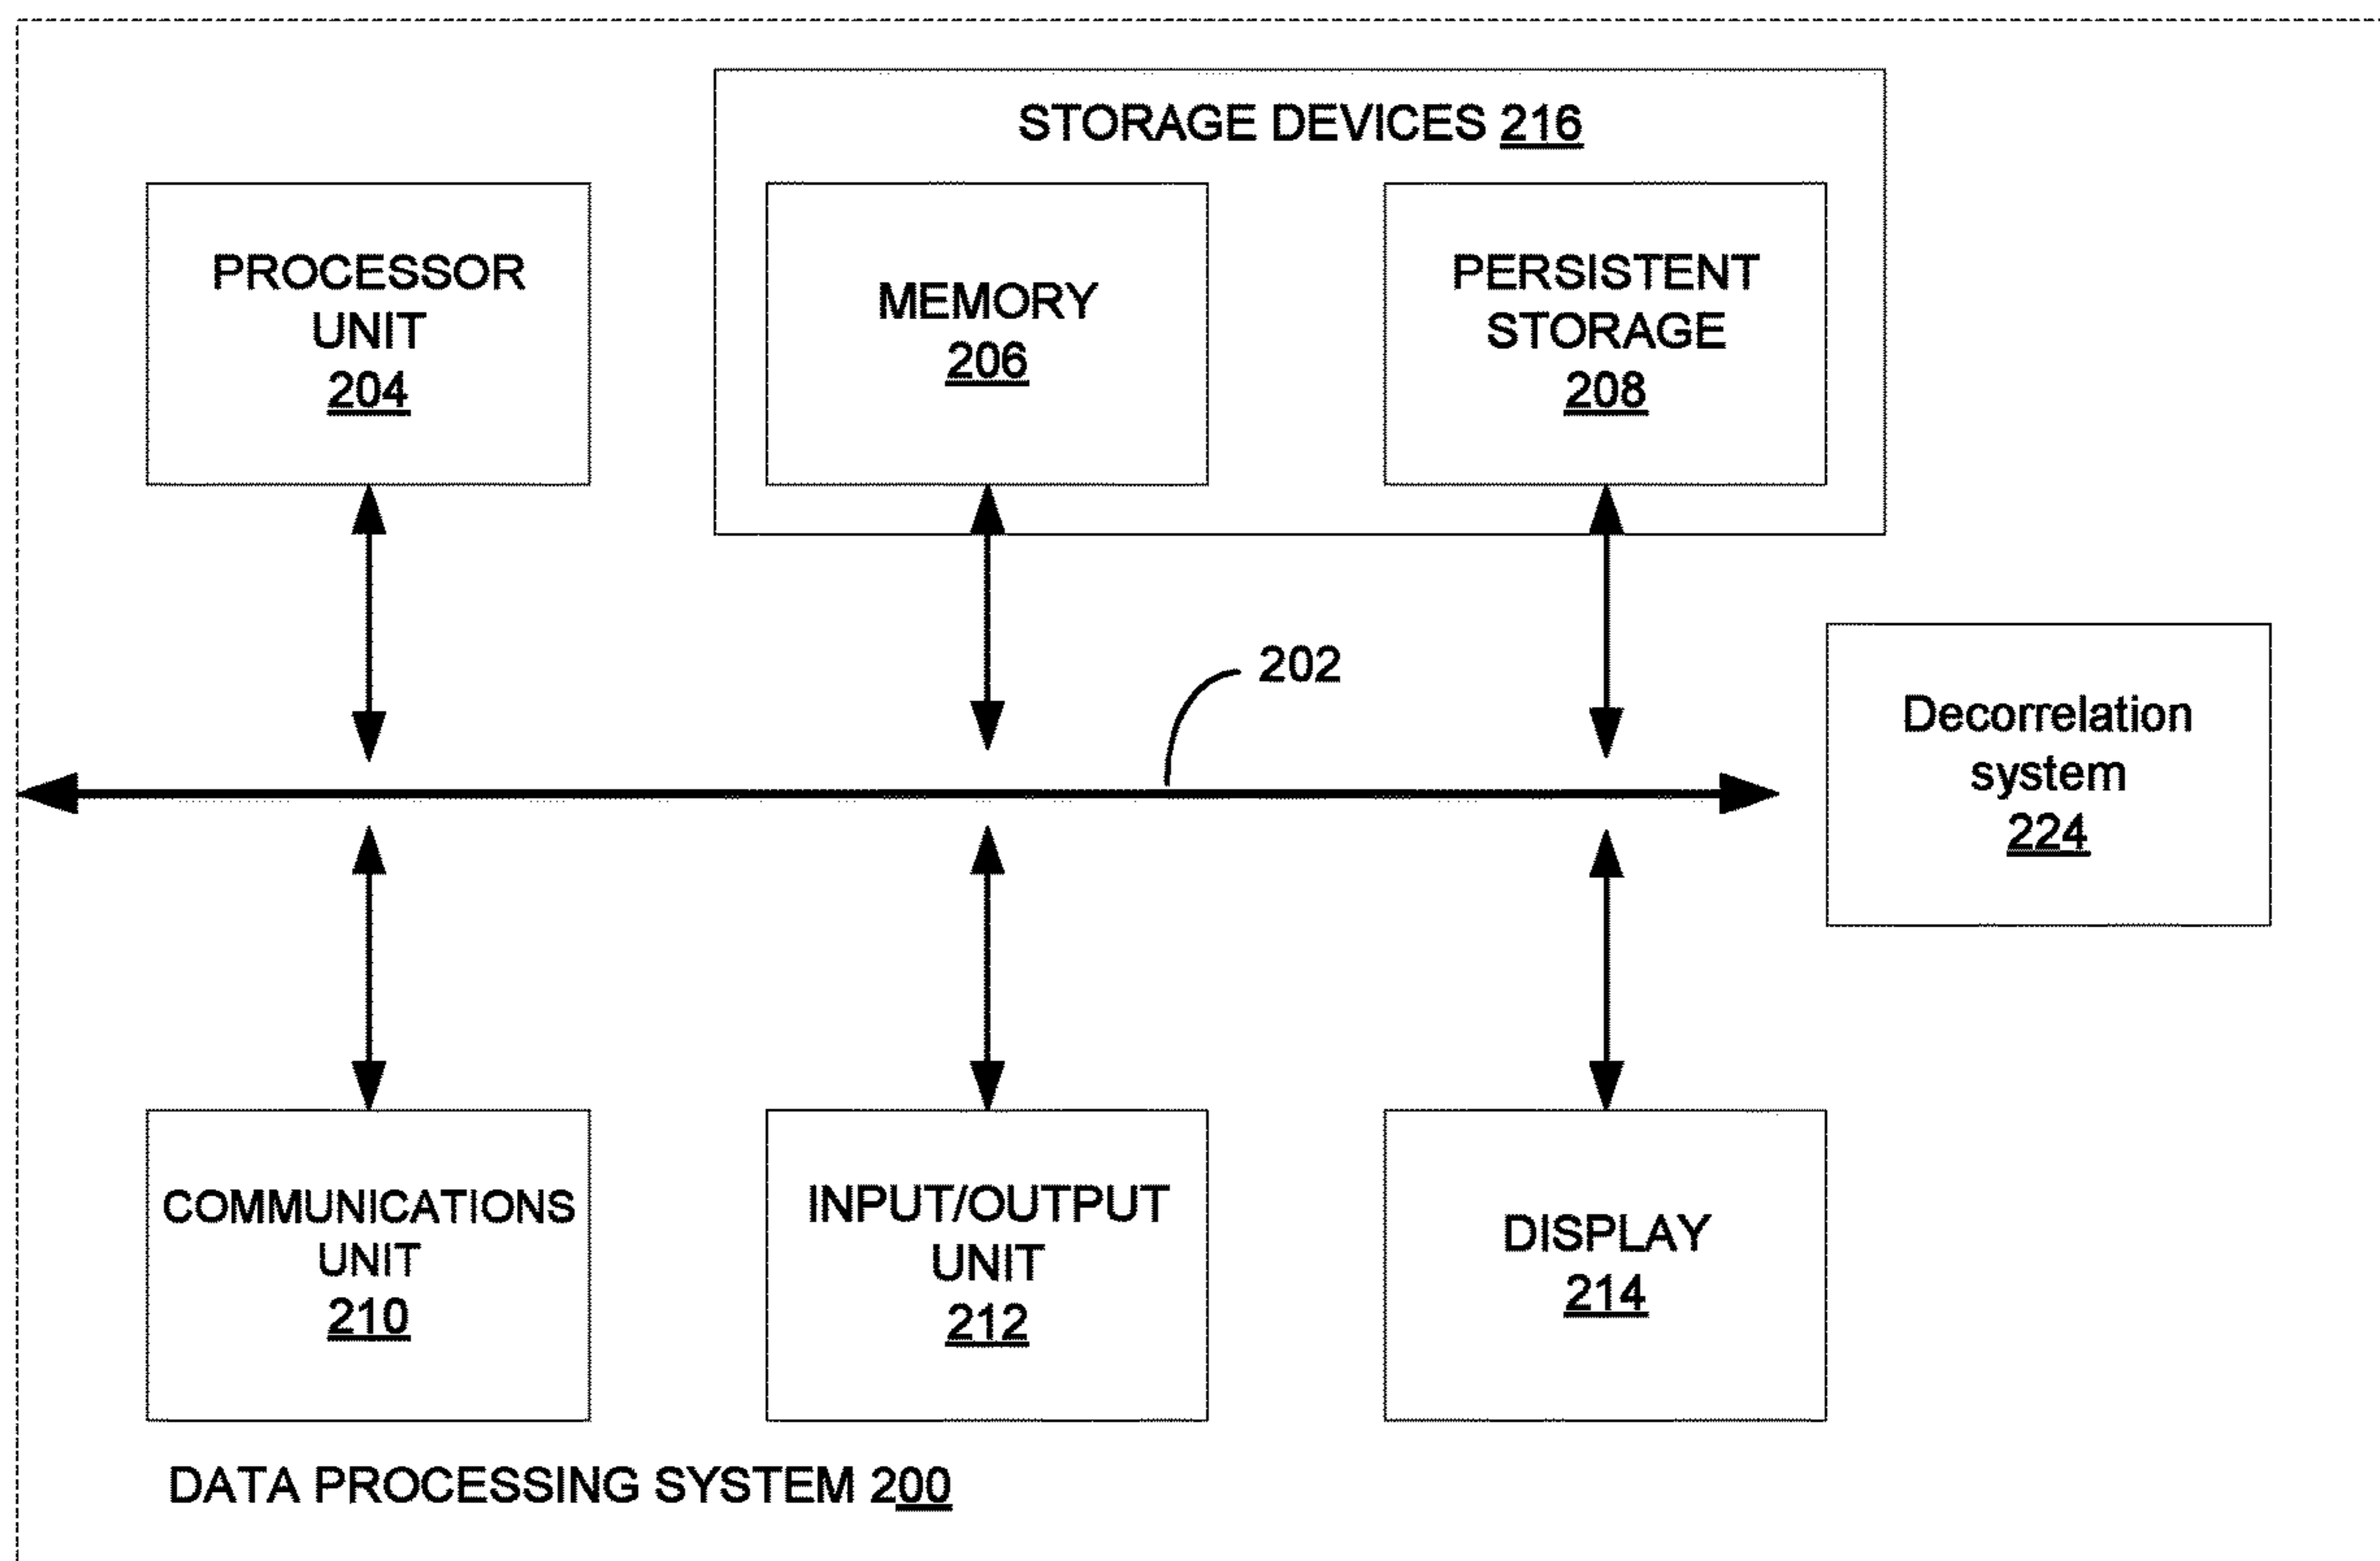 STORAGE DEVICES 216
PROCESSOR
UNIT
204
MEMORY
206
PERSISTENT
STORAGE
208
202
Decorrelation
system
224
COMMUNICATIONS
UNIT
210
INPUT/OUTPUT
UNIT
212
DISPLAY
214
DATA PROCESSING SYSTEM 200